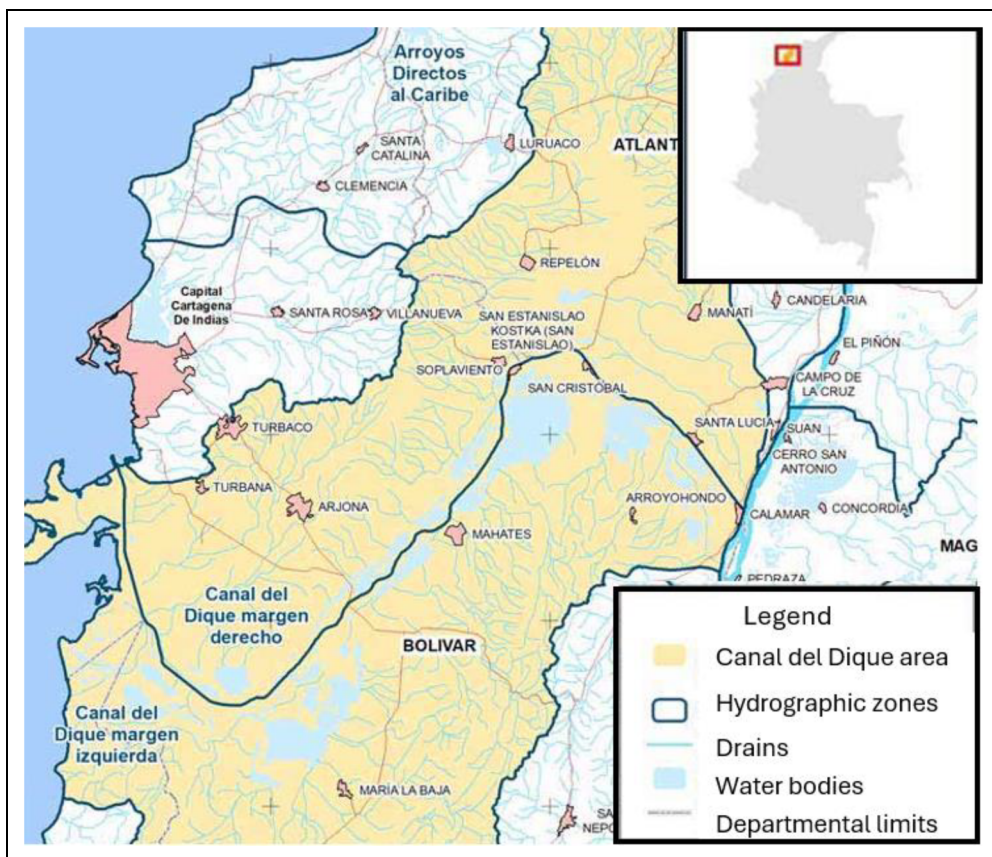 Arroyos
Directos
al Caribe
SANTA
CATALINA
LURUACO
ATLANT
CLEMENCIA
REPELÓN
Capital
Cartagena
De Indias
SANTA ROSA
VILLANUEVA
SAN ESTANISLAO
KOSTKA (SAN
ESTANISLAO)
MANATÍ
CANDELARIA
EL PIÑÓN
SOPLAVIENTO
SAN CRISTOBAL
CAMPO DE
LA CRUZ
TURBACO
SANTA LUCIA
SUAN
CERRO SAN
ANTONIO
TURBANA
ARJONA
ARROYOHONDO
CALAMAR
CONCORDIA
MAHATES
MAG
PEDRAZA
Canal del
Dique margen
derecho
BOLIVAR
Canal del
Dique margen
izquierda
MARÍA LA BAJA
SA
NEPO
Legend
Canal del Dique area
Hydrographic zones
Drains
Water bodies
Departmental limits